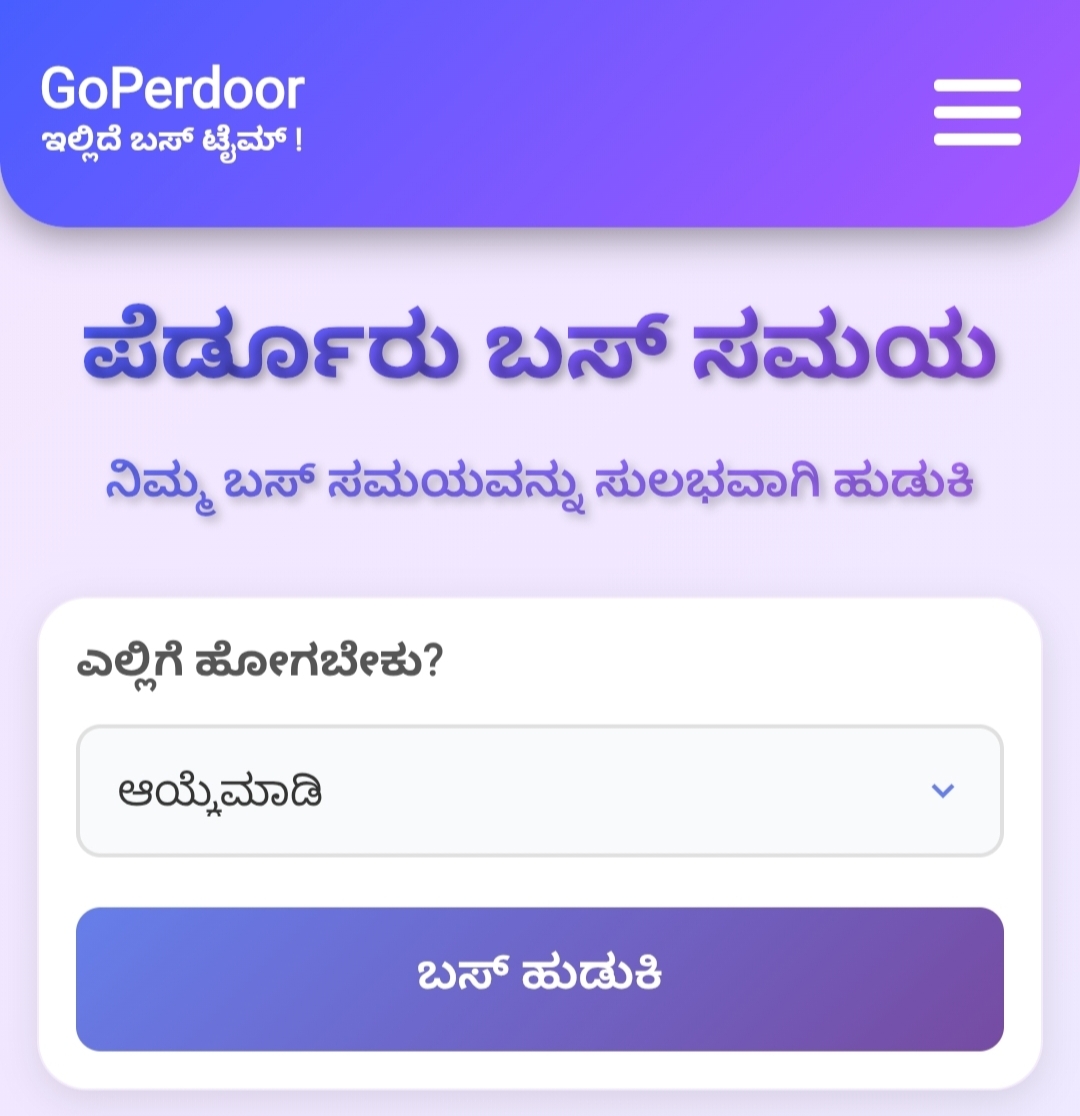 GoPerdoor
ಇಲ್ಲಿದೆ ಬಸ್ ಟೈಮ್ !
ಪೆರ್ಡೂರು ಬಸ್ ಸಮಯ
ನಿಮ್ಮ ಬಸ್ ಸಮಯವನ್ನು ಸುಲಭವಾಗಿ ಹುಡುಕಿ
ಎಲ್ಲಿಗೆ ಹೋಗಬೇಕು?
ಆಯ್ಕೆಮಾಡಿ
ಬಸ್ ಹುಡುಕಿ